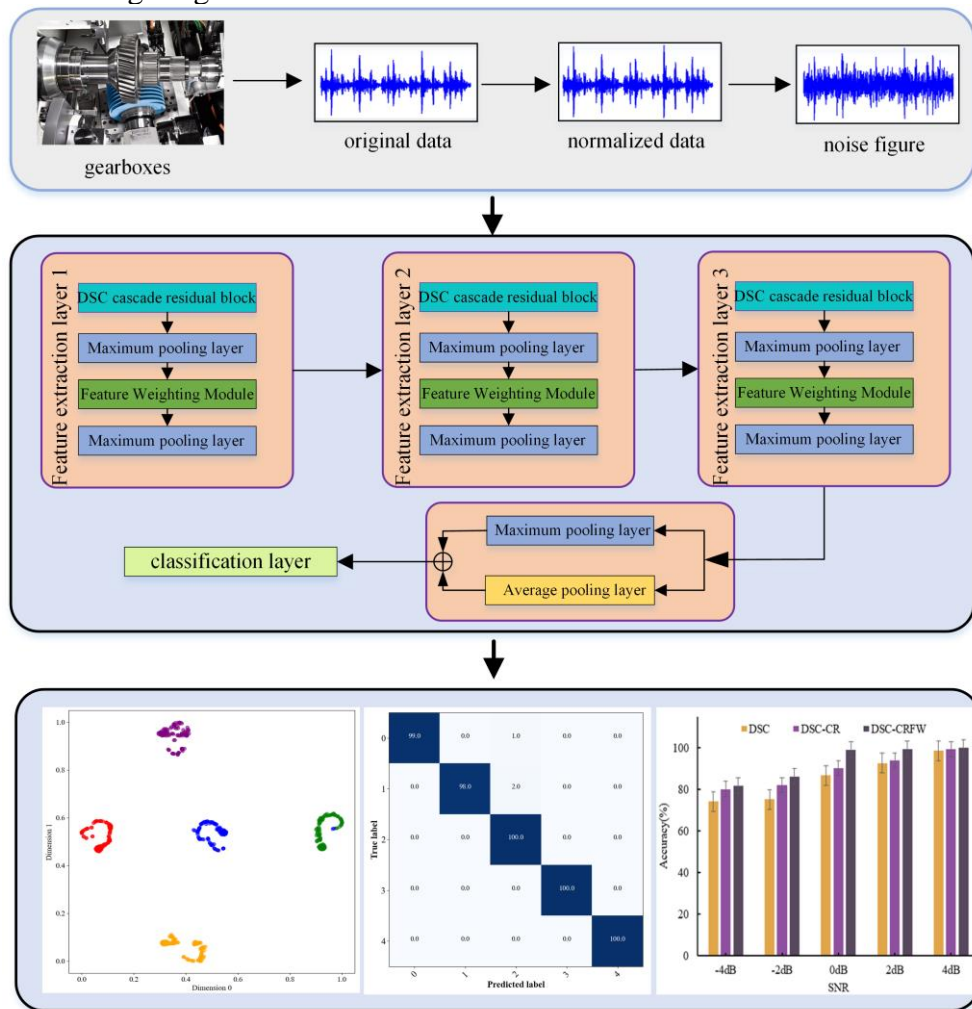 original data
normalized data
noise figure
gearboxes
Feature extraction layer 1
DSC cascade residual block
Maximum pooling layer
Feature Weighting Module
Maximum pooling layer
Feature extraction layer 2
DSC cascade residual block
Maximum pooling layer
Feature Weighting Module
Maximum pooling layer
Feature extraction layer 3
DSC cascade residual block
Maximum pooling layer
Feature Weighting Module
Maximum pooling layer
Maximum pooling layer
Average pooling layer
classification layer
1.0
0.8
0.6
0.4
0.2
0.0
Dimension 1
0.0 0.2 0.4 0.6 0.8 1.0
Dimension 0
True label
0 99.0 0.0 1.0 0.0 0.0
1 0.0 98.0 2.0 0.0 0.0
2 0.0 0.0 100.0 0.0 0.0
3 0.0 0.0 0.0 100.0 0.0
4 0.0 0.0 0.0 0.0 100.0
0 1 2 3 4
Predicted label
DSC DSC-CR DSC-CRFW
Accuracy(%)
100
80
60
40
20
0
-4dB -2dB 0dB 2dB 4dB
SNR